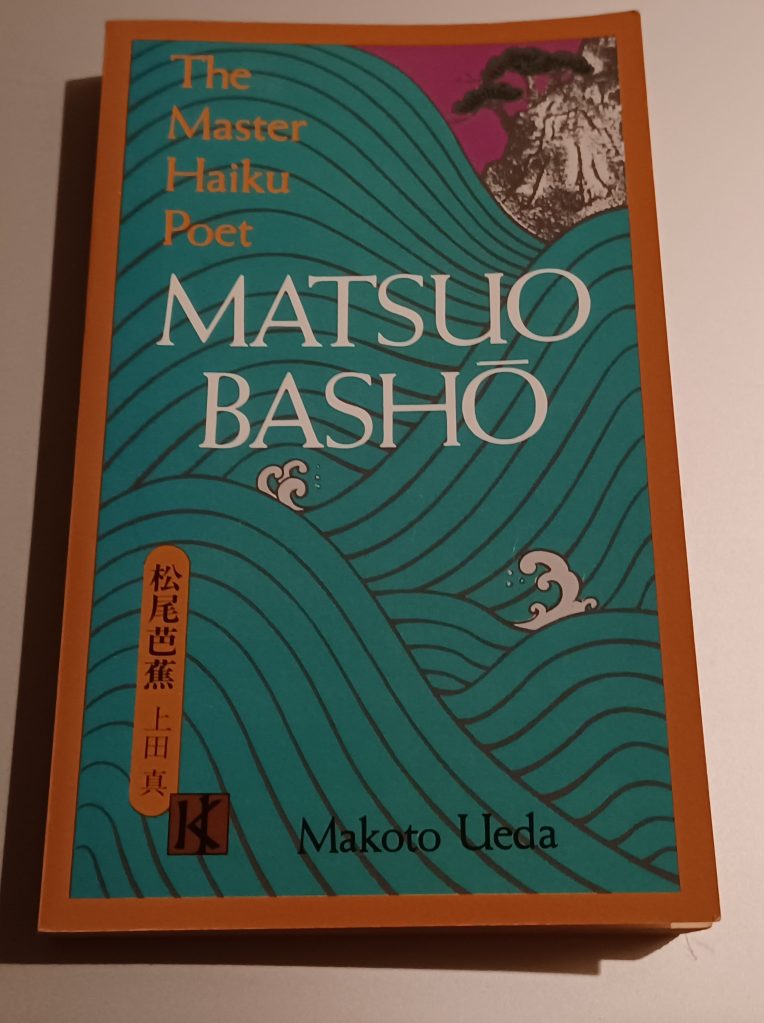 The
Master
Haiku
Poet
MATSUO
BASHŌ
松尾芭蕉 上田真
K
Makoto Ueda